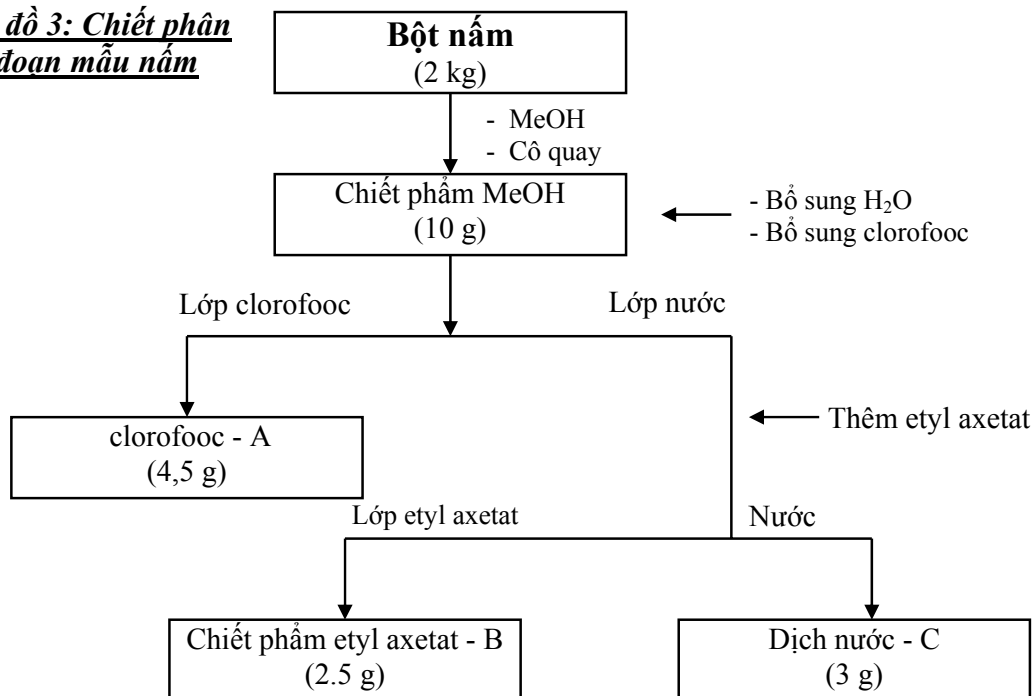 đồ 3: Chiết phân
đoạn mẫu nấm
Bột nấm
(2 kg)
- MeOH
- Cô quay
Chiết phẩm MeOH
(10 g)
- Bổ sung H₂O
- Bổ sung clorofooc
Lớp clorofooc
Lớp nước
clorofooc - A
(4,5 g)
Thêm etyl axetat
Lớp etyl axetat
Nước
Chiết phẩm etyl axetat - B
(2.5 g)
Dịch nước - C
(3 g)